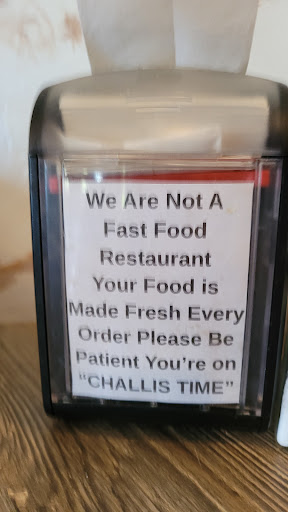 We Are Not A
Fast Food
Restaurant
Your Food is
Made Fresh Every
Order Please Be
Patient You're on
"CHALLIS TIME"